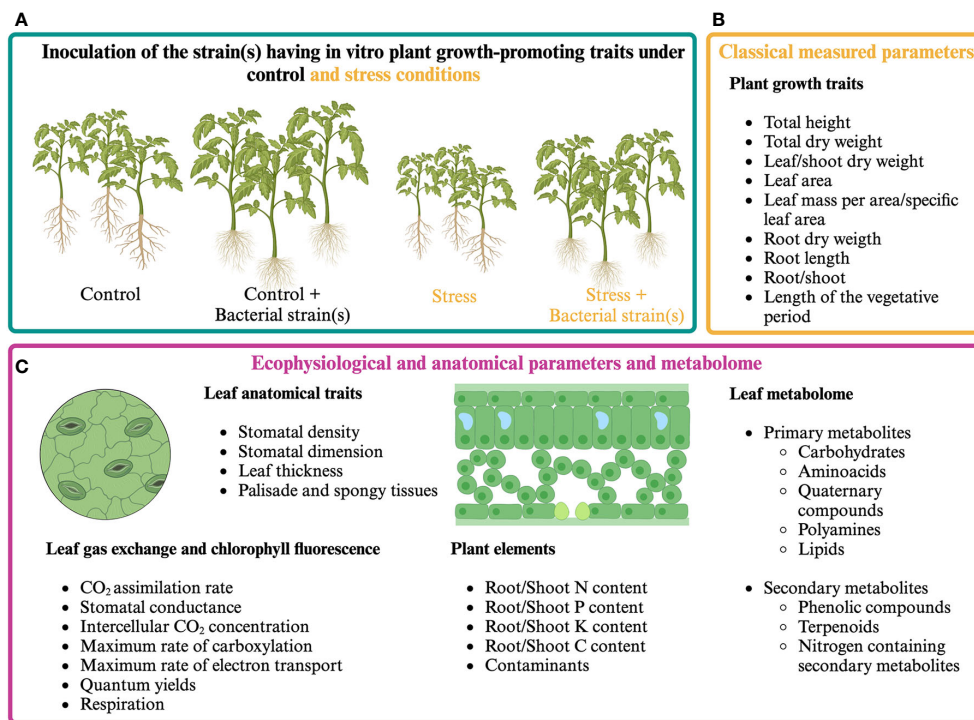 A
Inoculation of the strain(s) having in vitro plant growth-promoting traits under
control and stress conditions
Control
Control +
Bacterial strain(s)
Stress
Stress +
Bacterial strain(s)
B
Classical measured parameters
Plant growth traits
• Total height
• Total dry weight
• Leaf/shoot dry weight
• Leaf area
• Leaf mass per area/specific
leaf area
• Root dry weigth
• Root length
• Root/shoot
• Length of the vegetative
period
C
Ecophysiological and anatomical parameters and metabolome
Leaf anatomical traits
• Stomatal density
• Stomatal dimension
• Leaf thickness
• Palisade and spongy tissues
Leaf gas exchange and chlorophyll fluorescence
• CO₂ assimilation rate
• Stomatal conductance
• Intercellular CO₂ concentration
• Maximum rate of carboxylation
• Maximum rate of electron transport
• Quantum yields
• Respiration
Plant elements
• Root/Shoot N content
• Root/Shoot P content
• Root/Shoot K content
• Root/Shoot C content
• Contaminants
Leaf metabolome
• Primary metabolites
○ Carbohydrates
○ Aminoacids
○ Quaternary
compounds
○ Polyamines
○ Lipids
• Secondary metabolites
○ Phenolic compounds
○ Terpenoids
○ Nitrogen containing
secondary metabolites